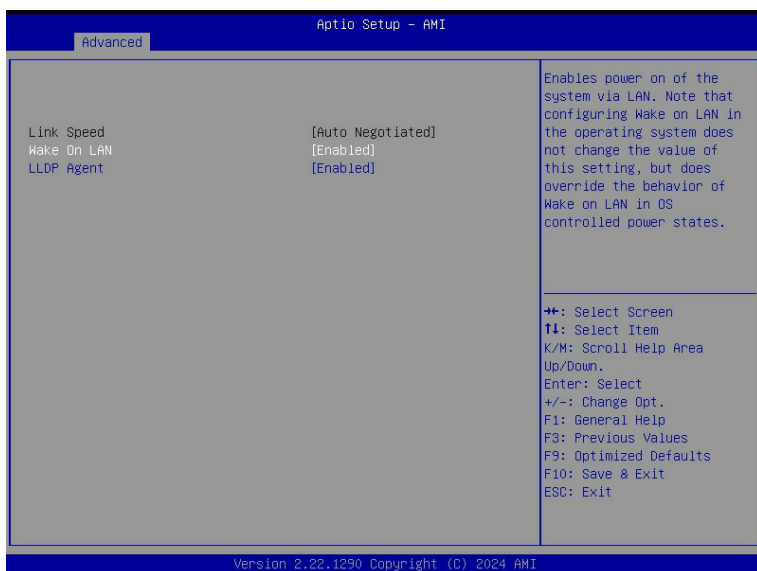 Aptio Setup - AMI
Advanced
Link Speed [Auto Negotiated]
Wake On LAN [Enabled]
LLDP Agent [Enabled]
Enables power on of the
system via LAN. Note that
configuring Wake on LAN in
the operating system does
not change the value of
this setting, but does
override the behavior of
Wake on LAN in OS
controlled power states.
→←: Select Screen
↑↓: Select Item
K/M: Scroll Help Area
Up/Down.
Enter: Select
+/-: Change Opt.
F1: General Help
F3: Previous Values
F9: Optimized Defaults
F10: Save & Exit
ESC: Exit
Version 2.22.1290 Copyright (C) 2024 AMI